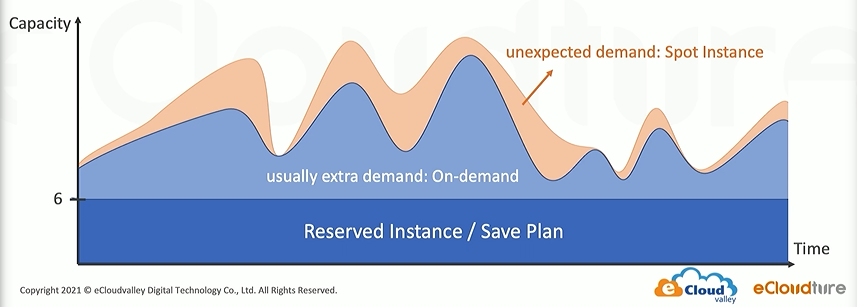 Capacity
unexpected demand: Spot Instance
usually extra demand: On-demand
6
Reserved Instance / Save Plan
Time
Copyright 2021 © eCloudvalley Digital Technology Co., Ltd. All Rights Reserved.
eCloud
valley
eCloudture